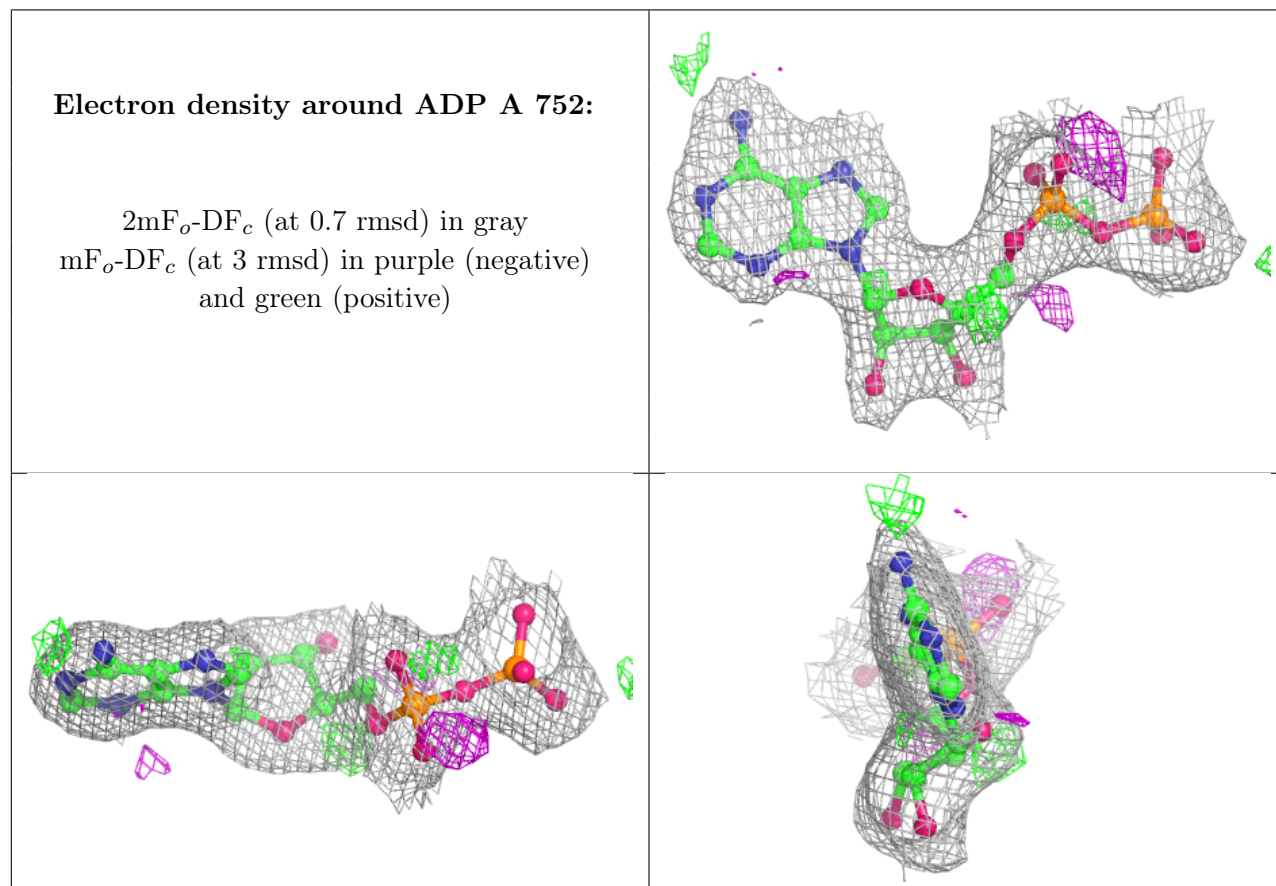 Electron density around ADP A 752:
2mFₒ-DF𝑐 (at 0.7 rmsd) in gray
mFₒ-DF𝑐 (at 3 rmsd) in purple (negative)
and green (positive)